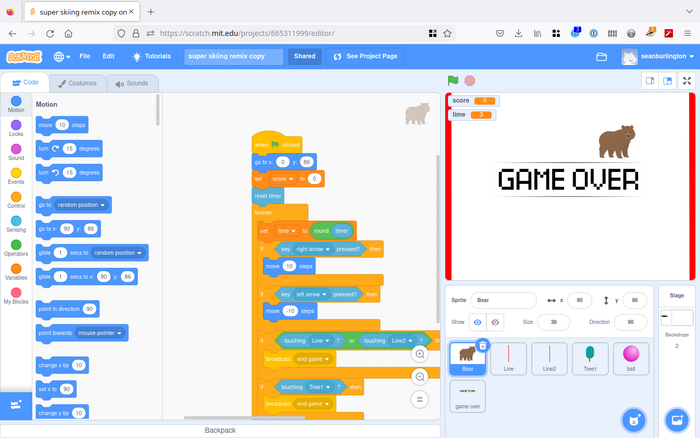 super skiing remix copy on
https://scratch.mit.edu/projects/665311999/editor/
SCRATCH
File
Edit
Tutorials
super skiing remix copy
Shared
See Project Page
seanburlington
Code
Costumes
Sounds
Motion
Looks
Sound
Events
Control
Sensing
Operators
Variables
My Blocks
Motion
move 10 steps
turn 15 degrees
turn 15 degrees
go to random position
go to x: 90 y: 86
glide 1 secs to random position
glide 1 secs to x: 90 y: 86
point in direction 90
point towards mouse-pointer
change x by 10
set x to 90
change y by 10
when clicked
go to x: 0 y: 86
set score to 0
reset timer
forever
set time to round timer
if key right arrow pressed? then
move 10 steps
if key left arrow pressed? then
move -10 steps
if touching Line ? or touching Line2 ?
broadcast end game
if touching Tree1 ? then
broadcast end game
Backpack
score 0
time 3
GAME OVER
Sprite Bear x 90 y 86
Show Size 38 Direction 90
Bear
Line
Line2
Tree1
ball
game over
Stage
Backdrops
2